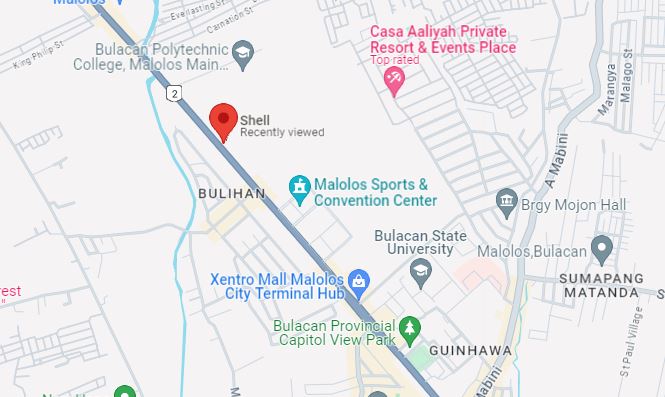 Malolos
Everlasting St
Carnation St
King Philip St
Bulacan Polytechnic
College, Malolos Main...
Casa Aaliyah Private
Resort & Events Place
Top rated
Marangya
Malago St
2
Shell
Recently viewed
A Mabini
BULIHAN
Malolos Sports &
Convention Center
Brgy Mojon Hall
Bulacan State
University
Malolos,Bulacan
Xentro Mall Malolos
City Terminal Hub
SUMAPANG
MATANDA
rest
Bulacan Provincial
Capitol View Park
GUINHAWA
St Paul Village
Mabini